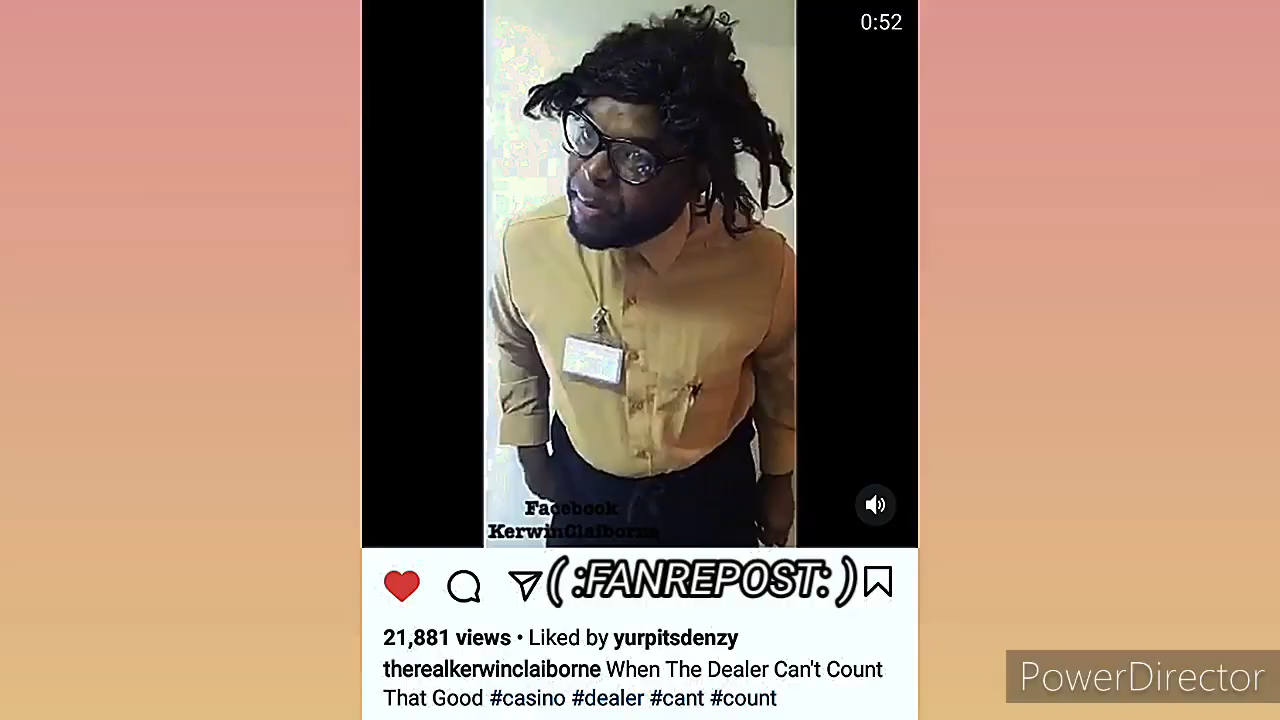 0:52
Facebook
KerwinClaiborne
(:FANREPOST:)
21,881 views • Liked by yurpitsdenzy
therealkerwinclaiborne When The Dealer Can't Count
That Good #casino #dealer #cant #count
PowerDirector